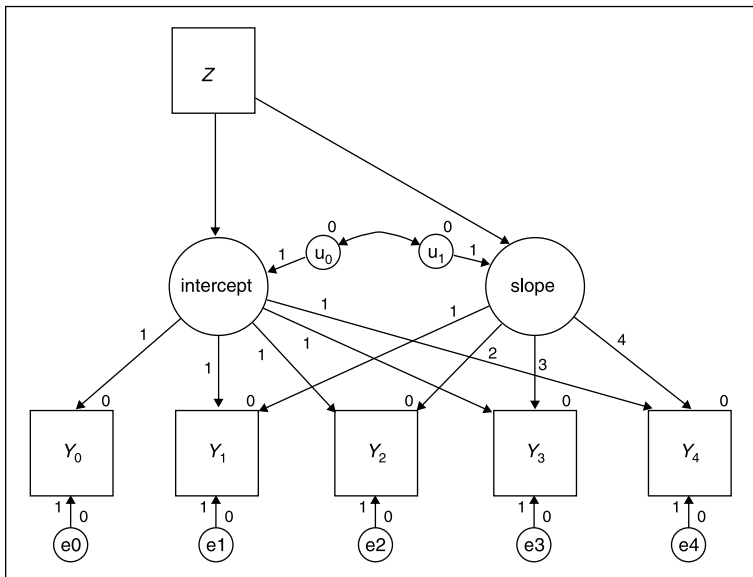 Z
0 0
1 u₀ u₁ 1
intercept slope
1 1 1 1 1 1 2 3 4
0 0 0 0 0
Y₀ Y₁ Y₂ Y₃ Y₄
1 0 1 0 1 0 1 0 1 0
e0 e1 e2 e3 e4